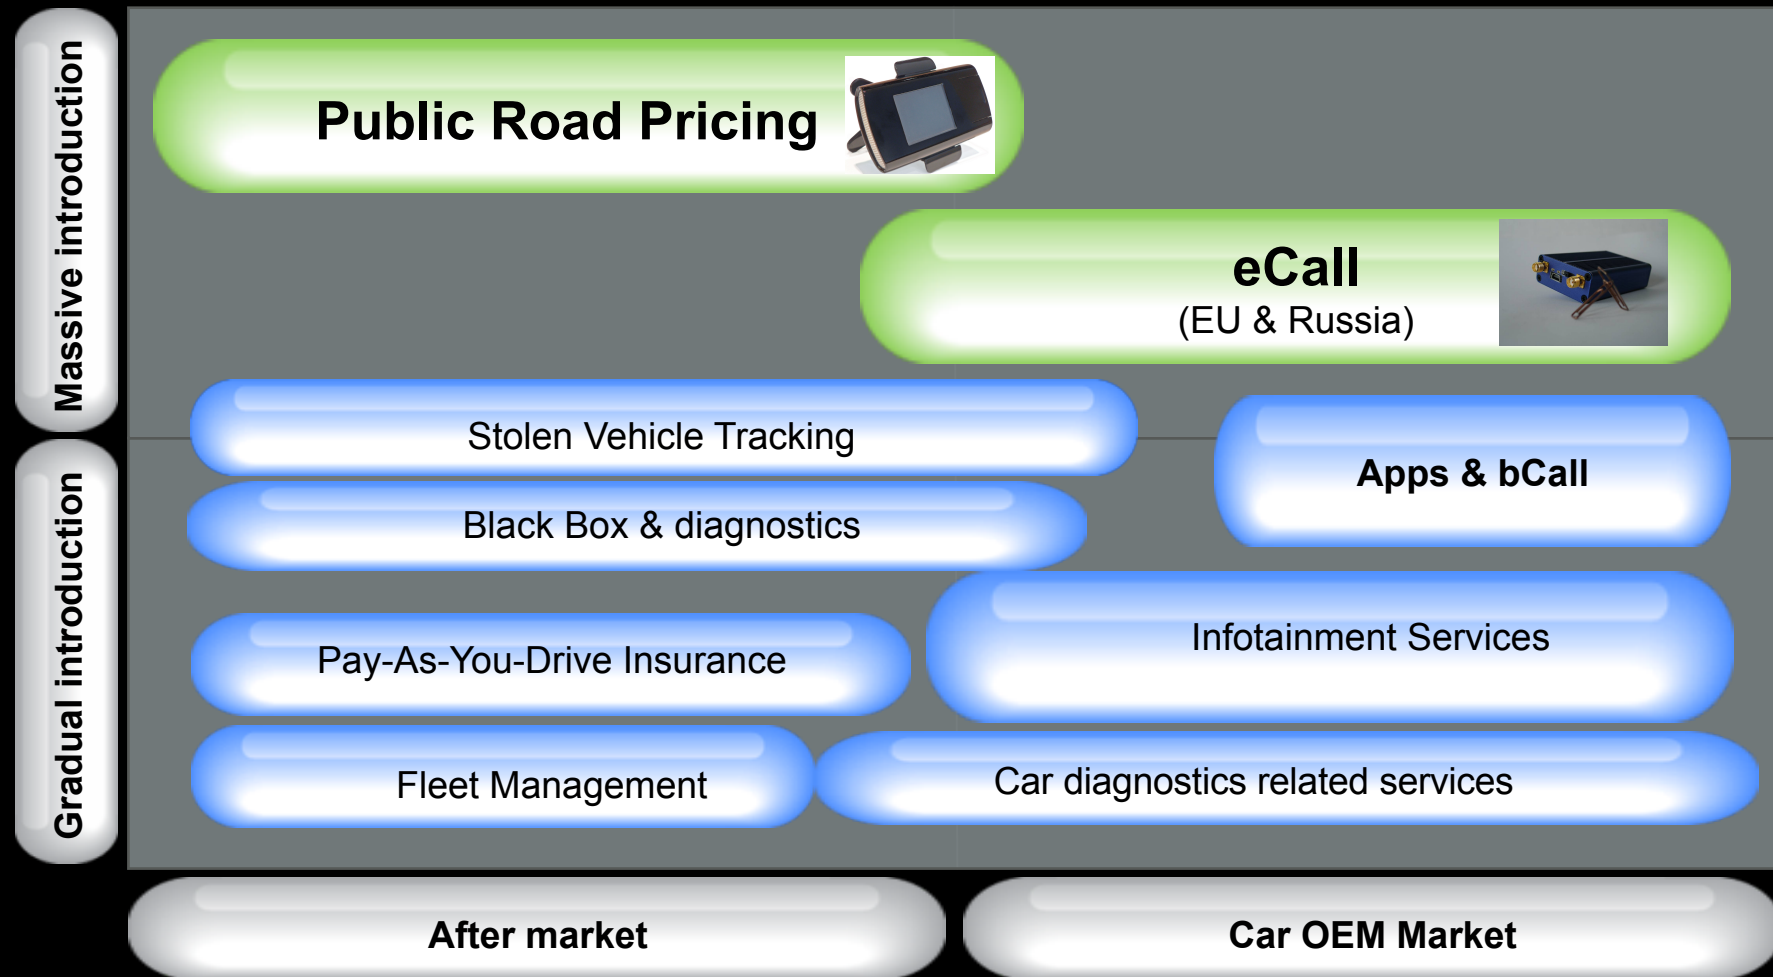 Massive introduction
Public Road Pricing
eCall
(EU & Russia)
Stolen Vehicle Tracking
Apps & bCall
Gradual introduction
Black Box & diagnostics
Infotainment Services
Pay-As-You-Drive Insurance
Fleet Management
Car diagnostics related services
After market
Car OEM Market